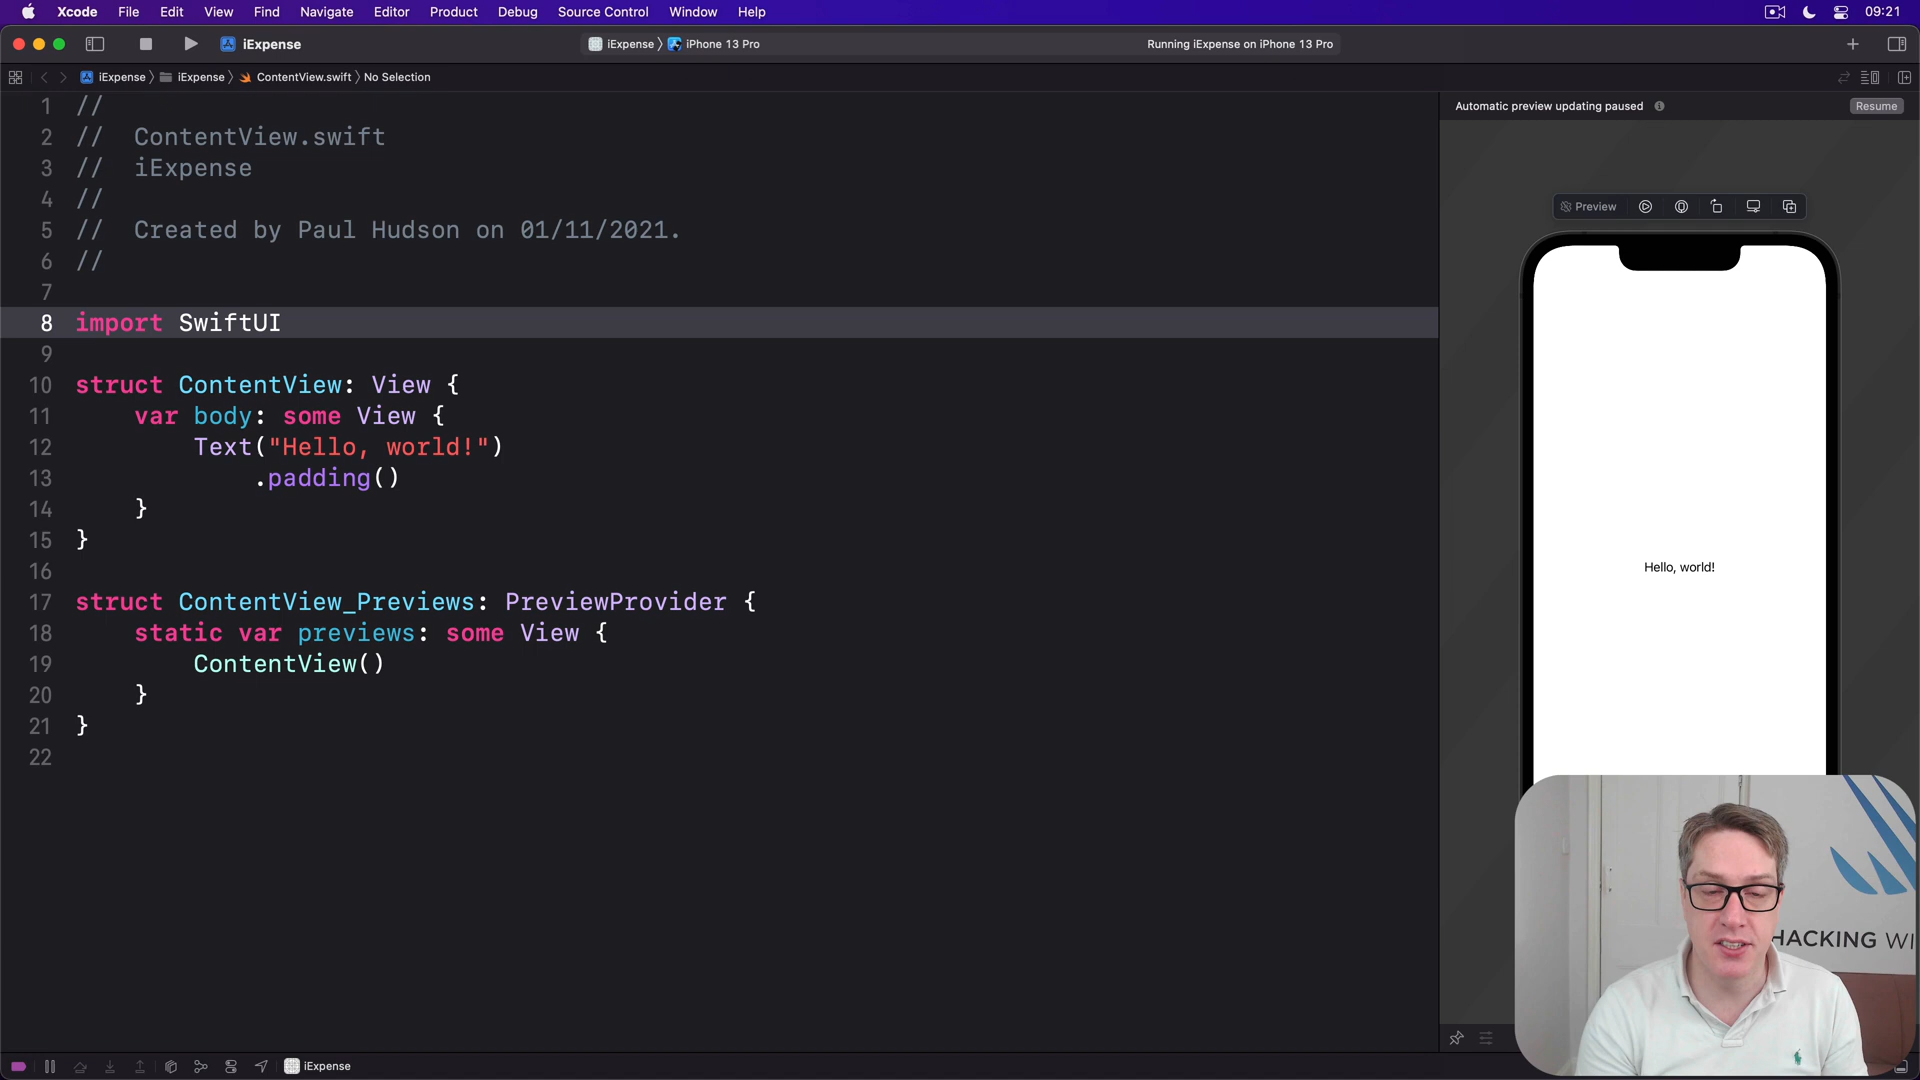 Xcode File Edit View Find Navigate Editor Product Debug Source Control Window Help 09:21
iExpense iExpense iPhone 13 Pro Running iExpense on iPhone 13 Pro
iExpense iExpense ContentView.swift No Selection
Automatic preview updating paused Resume
Preview
1 //
2 // ContentView.swift
3 // iExpense
4 //
5 // Created by Paul Hudson on 01/11/2021.
6 //
7
8 import SwiftUI
9
10 struct ContentView: View {
11 var body: some View {
12 Text("Hello, world!")
13 .padding()
14 }
15 }
16
17 struct ContentView_Previews: PreviewProvider {
18 static var previews: some View {
19 ContentView()
20 }
21 }
22
Hello, world!
HACKING WI
iExpense